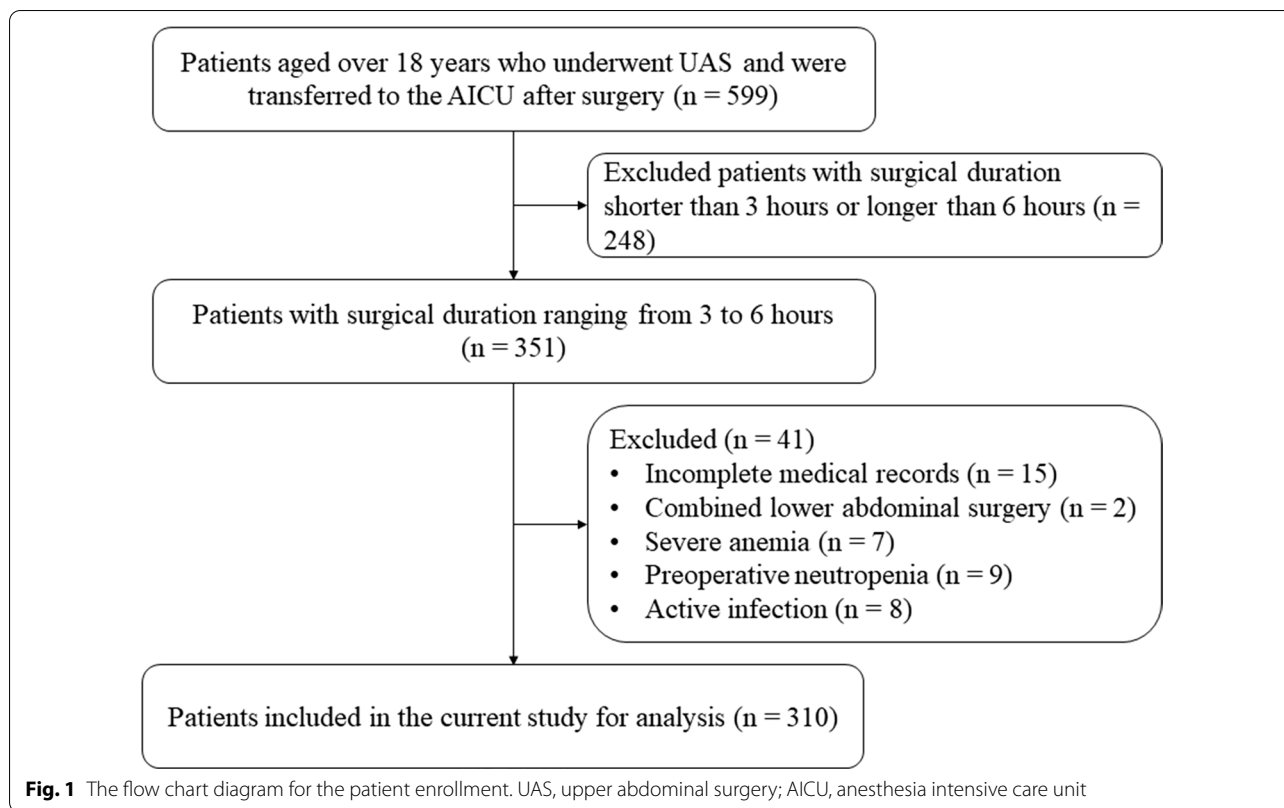 Patients aged over 18 years who underwent UAS and were
transferred to the AICU after surgery (n = 599)
Excluded patients with surgical duration
shorter than 3 hours or longer than 6 hours (n =
248)
Patients with surgical duration ranging from 3 to 6 hours
(n = 351)
Excluded (n = 41)
• Incomplete medical records (n = 15)
• Combined lower abdominal surgery (n = 2)
• Severe anemia (n = 7)
• Preoperative neutropenia (n = 9)
• Active infection (n = 8)
Patients included in the current study for analysis (n = 310)
Fig. 1 The flow chart diagram for the patient enrollment. UAS, upper abdominal surgery; AICU, anesthesia intensive care unit